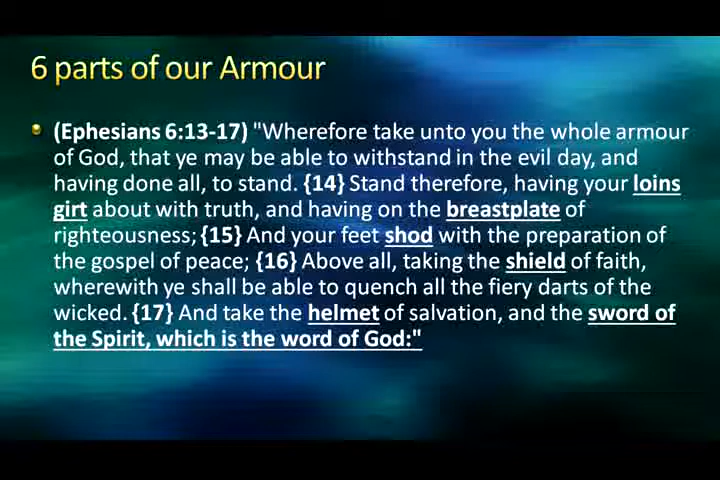 6 parts of our Armour
(Ephesians 6:13-17) "Wherefore take unto you the whole armour
of God, that ye may be able to withstand in the evil day, and
having done all, to stand. {14} Stand therefore, having your loins
girt about with truth, and having on the breastplate of
righteousness; {15} And your feet shod with the preparation of
the gospel of peace; {16} Above all, taking the shield of faith,
wherewith ye shall be able to quench all the fiery darts of the
wicked. {17} And take the helmet of salvation, and the sword of
the Spirit, which is the word of God:"